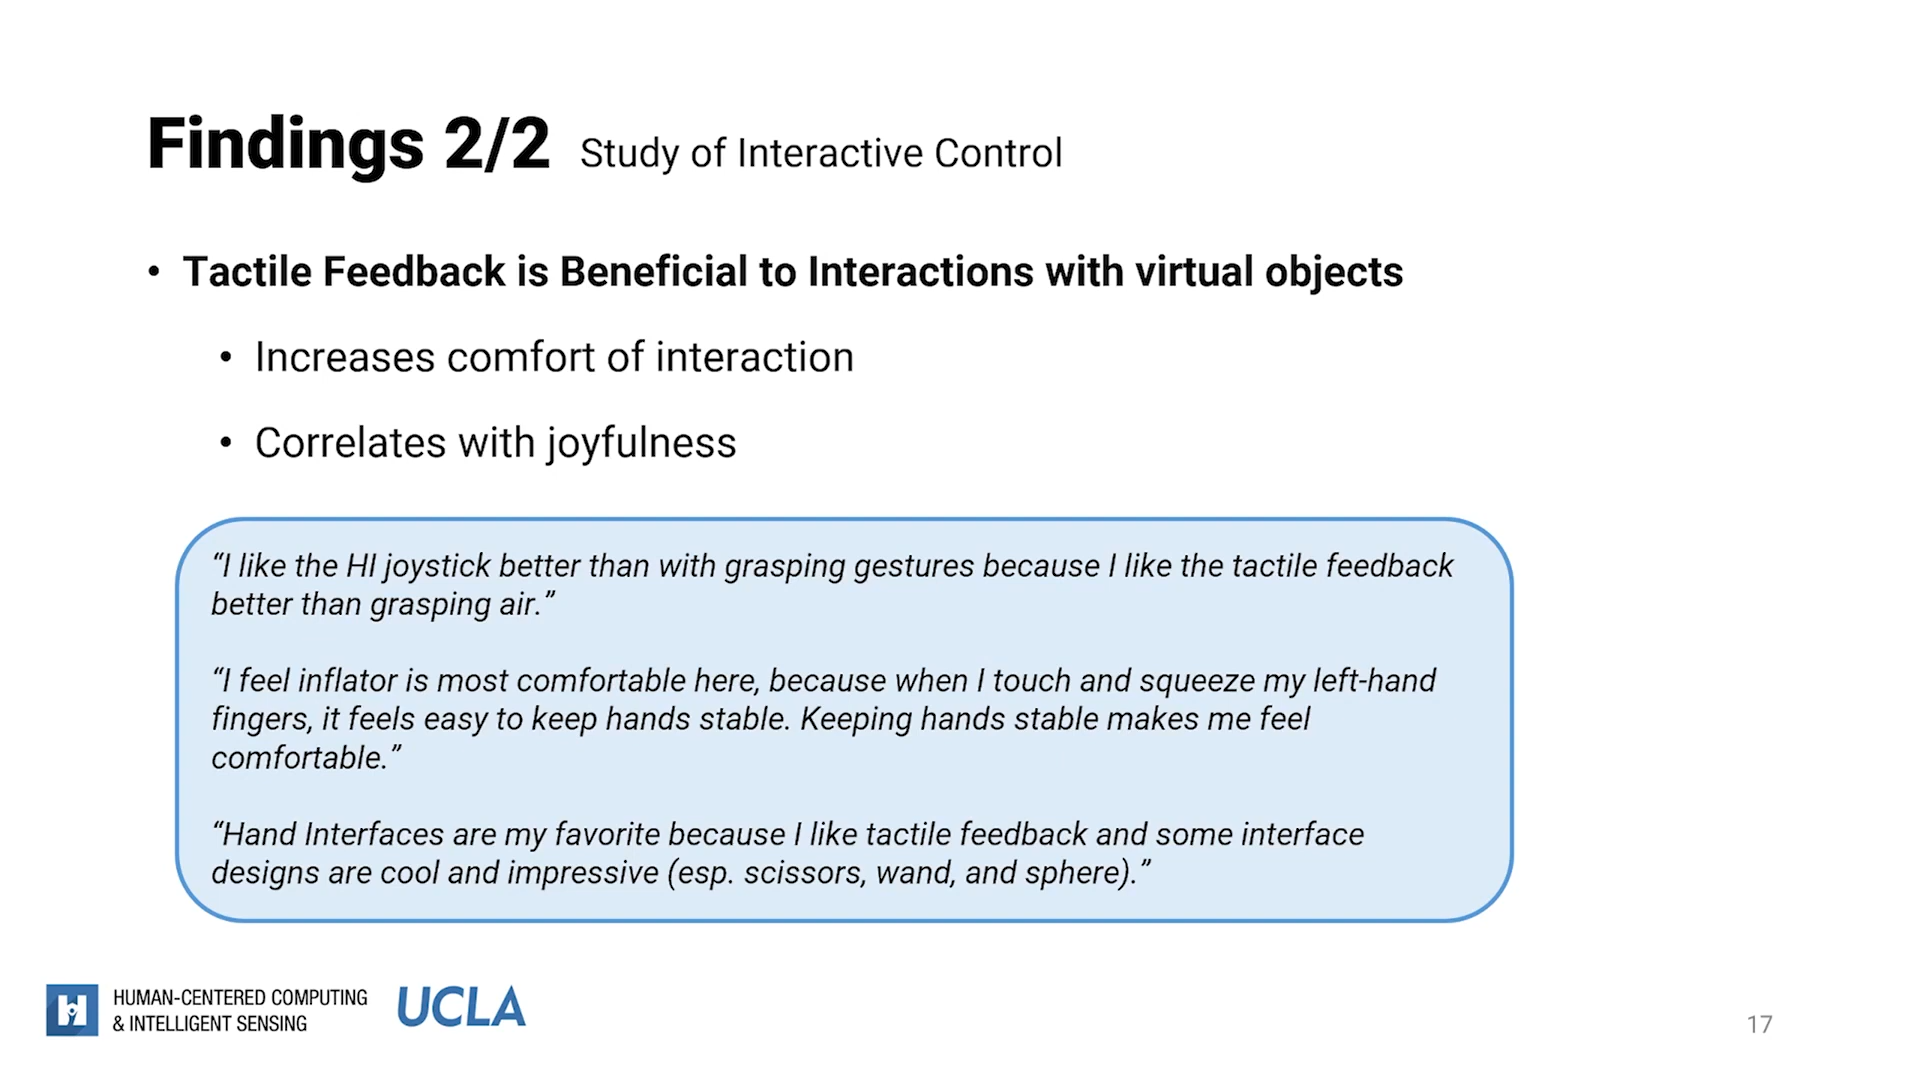 Findings 2/2 Study of Interactive Control
• Tactile Feedback is Beneficial to Interactions with virtual objects
• Increases comfort of interaction
• Correlates with joyfulness
“I like the HI joystick better than with grasping gestures because I like the tactile feedback
better than grasping air.”
“I feel inflator is most comfortable here, because when I touch and squeeze my left-hand
fingers, it feels easy to keep hands stable. Keeping hands stable makes me feel
comfortable.”
“Hand Interfaces are my favorite because I like tactile feedback and some interface
designs are cool and impressive (esp. scissors, wand, and sphere).”
HUMAN-CENTERED COMPUTING
& INTELLIGENT SENSING
UCLA
17